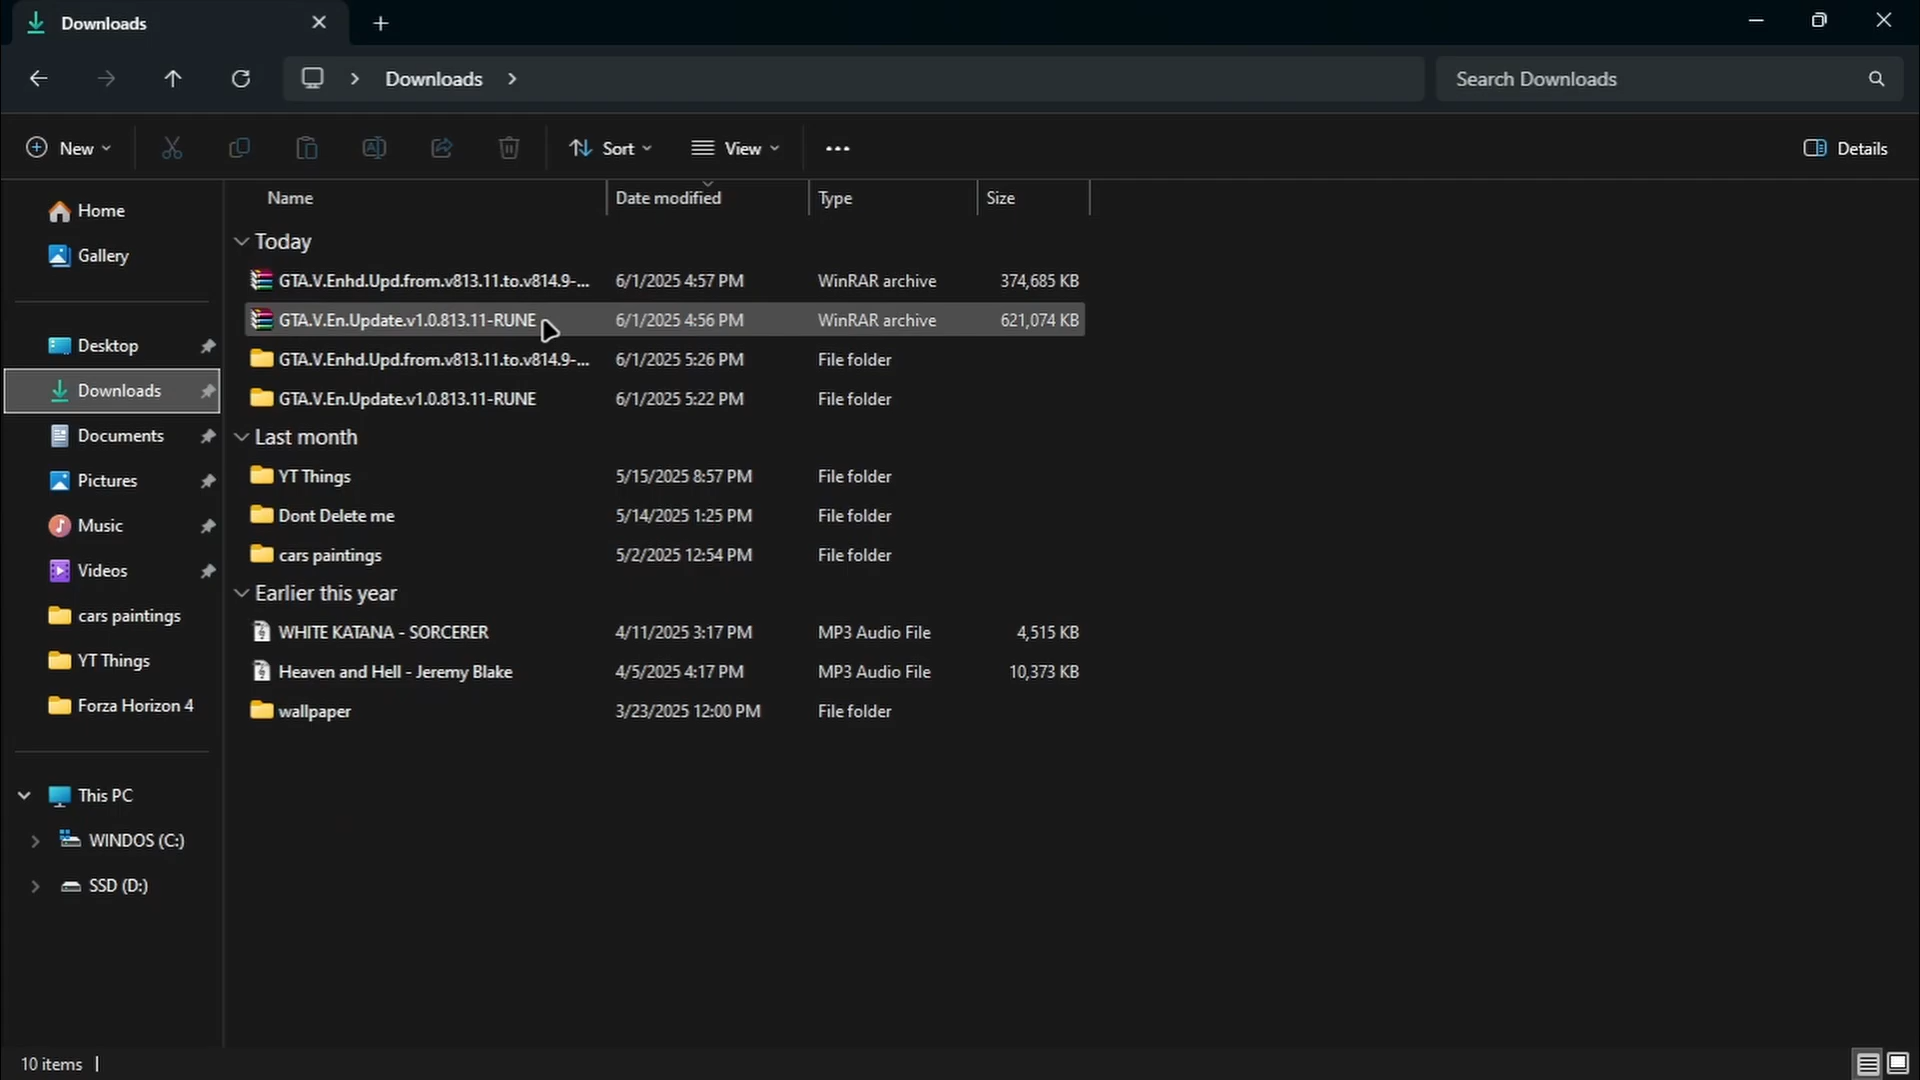 Downloads
Downloads
Search Downloads
New
Sort
View
Details
Name Date modified Type Size
Home
Gallery
Desktop
Downloads
Documents
Pictures
Music
Videos
cars paintings
YT Things
Forza Horizon 4
This PC
WINDOS (C:)
SSD (D:)
Today
GTA.V.Enhd.Upd.from.v813.11.to.v814.9-... 6/1/2025 4:57 PM WinRAR archive 374,685 KB
GTA.V.En.Update.v1.0.813.11-RUNE 6/1/2025 4:56 PM WinRAR archive 621,074 KB
GTA.V.Enhd.Upd.from.v813.11.to.v814.9-... 6/1/2025 5:26 PM File folder
GTA.V.En.Update.v1.0.813.11-RUNE 6/1/2025 5:22 PM File folder
Last month
YT Things 5/15/2025 8:57 PM File folder
Dont Delete me 5/14/2025 1:25 PM File folder
cars paintings 5/2/2025 12:54 PM File folder
Earlier this year
WHITE KATANA - SORCERER 4/11/2025 3:17 PM MP3 Audio File 4,515 KB
Heaven and Hell - Jeremy Blake 4/5/2025 4:17 PM MP3 Audio File 10,373 KB
wallpaper 3/23/2025 12:00 PM File folder
10 items